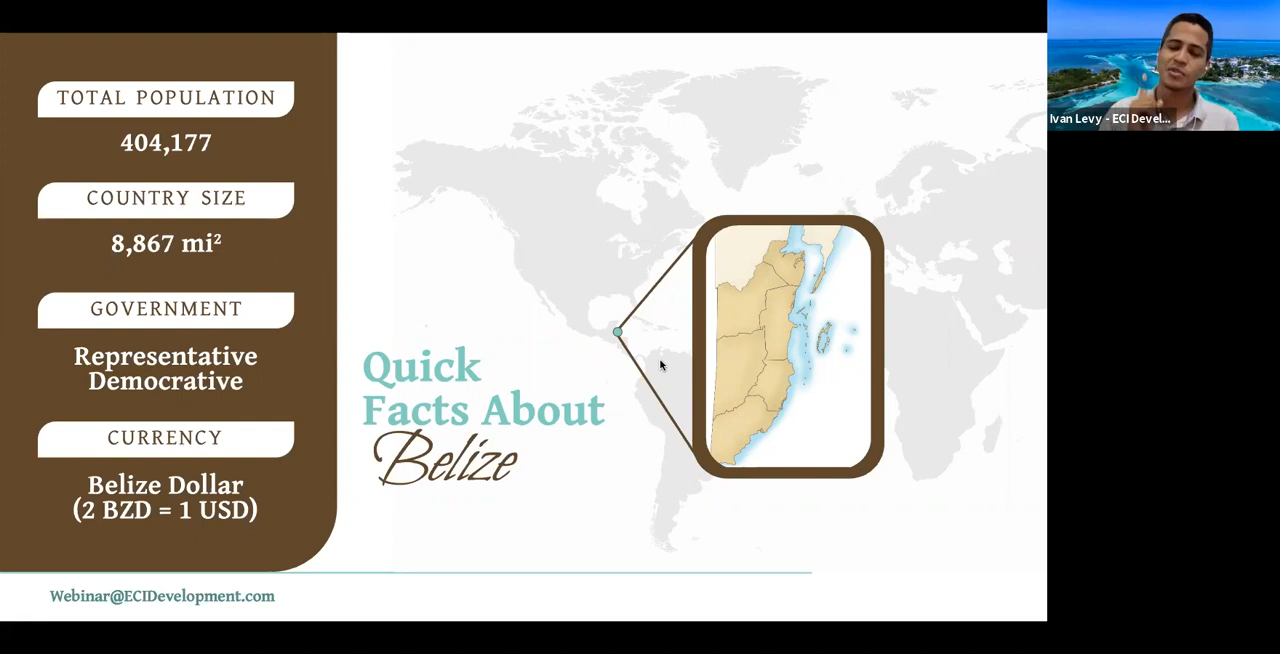 TOTAL POPULATION
404,177
COUNTRY SIZE
8,867 mi²
GOVERNMENT
Representative
Democrative
CURRENCY
Belize Dollar
(2 BZD = 1 USD)
Quick
Facts About
Belize
Webinar@ECIDevelopment.com
Ivan Levy - ECI Devel...